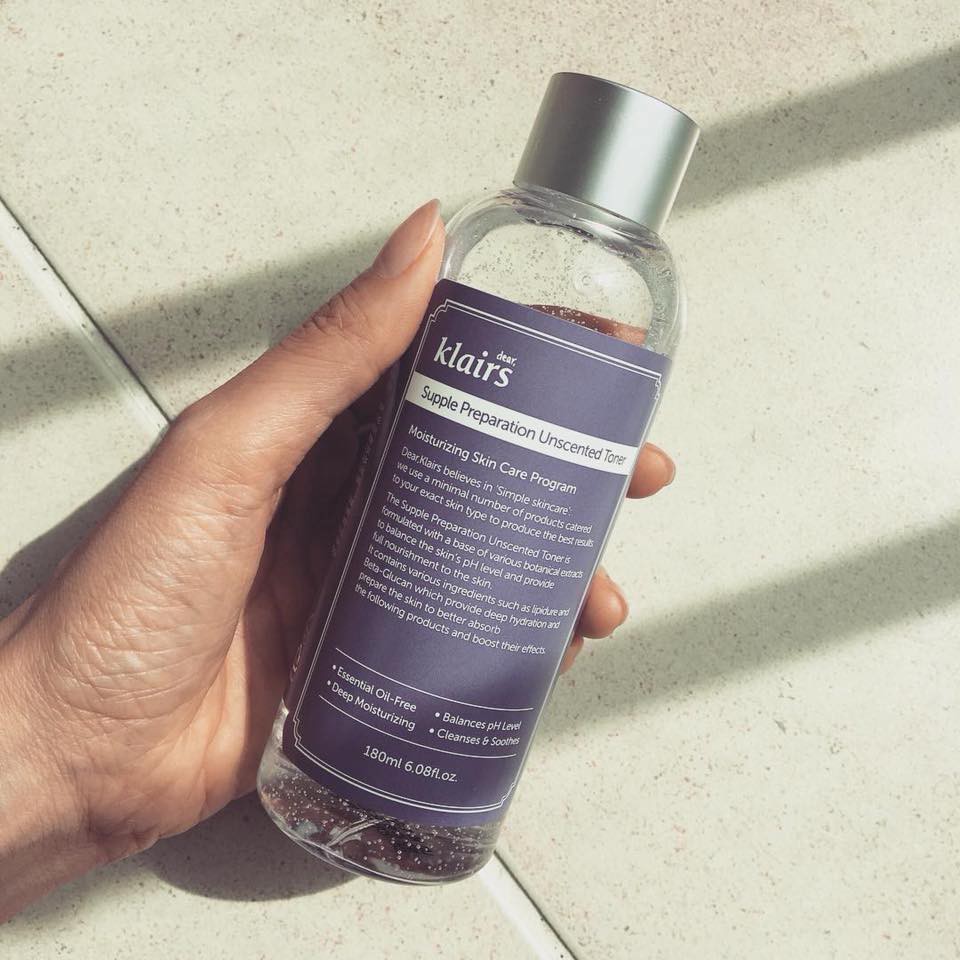 dear,
klairs
Supple Preparation Unscented Toner
Moisturizing Skin Care Program
Dear,Klairs believes in 'Simple skincare':
we use a minimal number of products catered
to your exact skin type to produce the best results.
The Supple Preparation Unscented Toner is
formulated with a base of various botanical extracts
to balance the skin's pH level and provide
full nourishment to the skin.
It contains various ingredients such as lipidure and
Beta-Glucan which provide deep hydration and
prepare the skin to better absorb
the following products and boost their effects.
• Essential Oil-Free
• Deep Moisturizing
• Balances pH Level
• Cleanses & Soothes
180ml 6.08fl.oz.